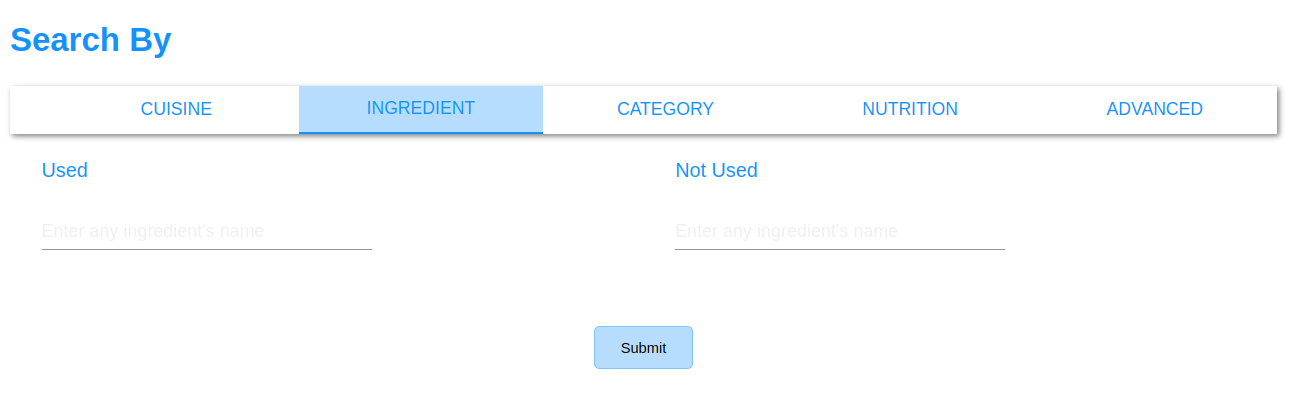 Search By
CUISINE INGREDIENT CATEGORY NUTRITION ADVANCED
Used Not Used
Enter any ingredient's name Enter any ingredient's name
Submit